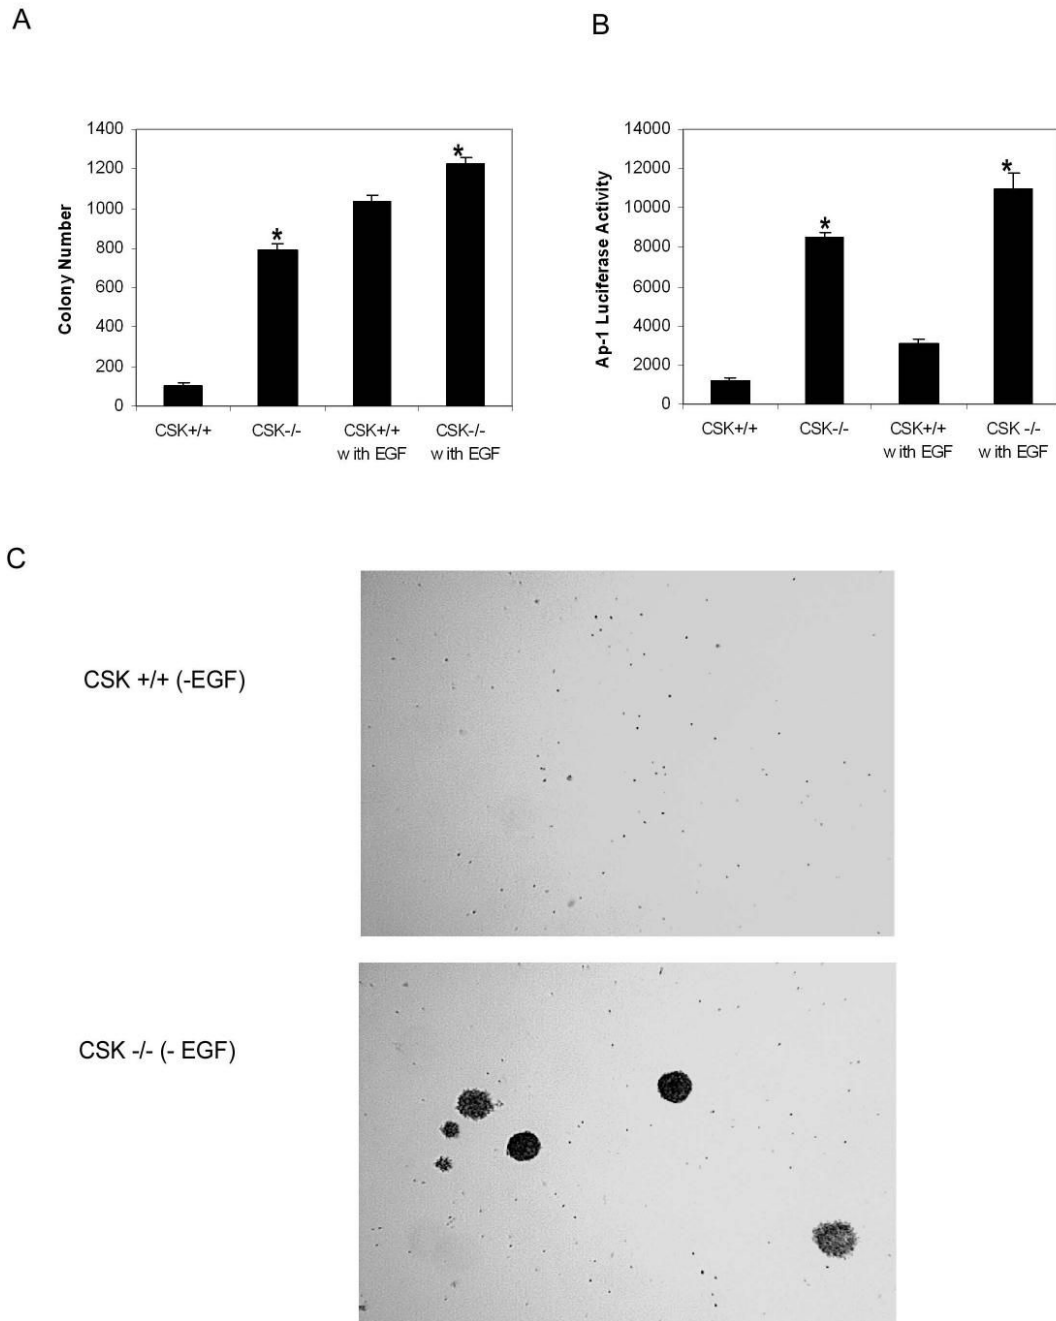 A
B
1400
1200
1000
800
600
400
200
0
Colony Number
*
*
CSK+/+
CSK-/-
CSK+/+
with EGF
CSK-/-
with EGF
14000
12000
10000
8000
6000
4000
2000
0
Ap-1 Luciferase Activity
*
*
CSK+/+
CSK-/-
CSK+/+
with EGF
CSK -/-
with EGF
C
CSK +/+ (-EGF)
CSK -/- (- EGF)